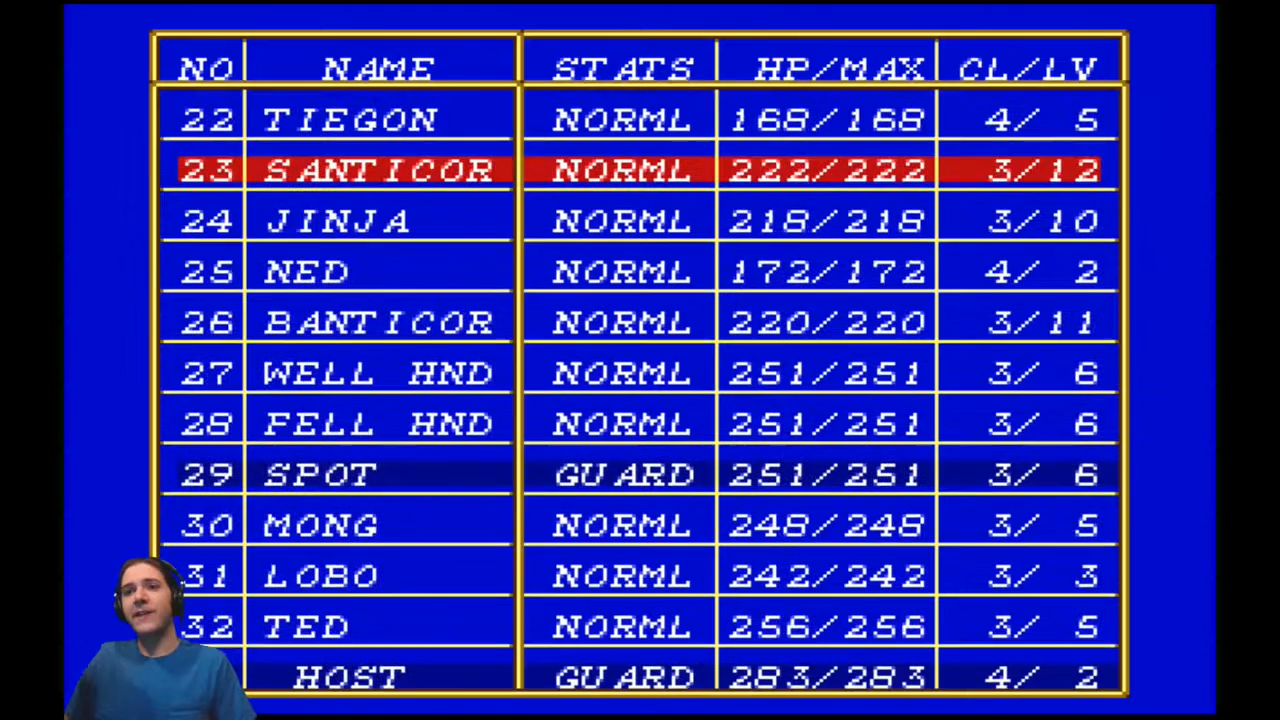 NO NAME STATS HP/MAX CL/LV
22 TIEGON NORML 168/168 4/ 5
23 SANTICOR NORML 222/222 3/12
24 JINJA NORML 218/218 3/10
25 NED NORML 172/172 4/ 2
26 BANTICOR NORML 220/220 3/11
27 WELL HND NORML 251/251 3/ 6
28 FELL HND NORML 251/251 3/ 6
29 SPOT GUARD 251/251 3/ 6
30 MONG NORML 248/248 3/ 5
31 LOBO NORML 242/242 3/ 3
32 TED NORML 256/256 3/ 5
HOST GUARD 283/283 4/ 2